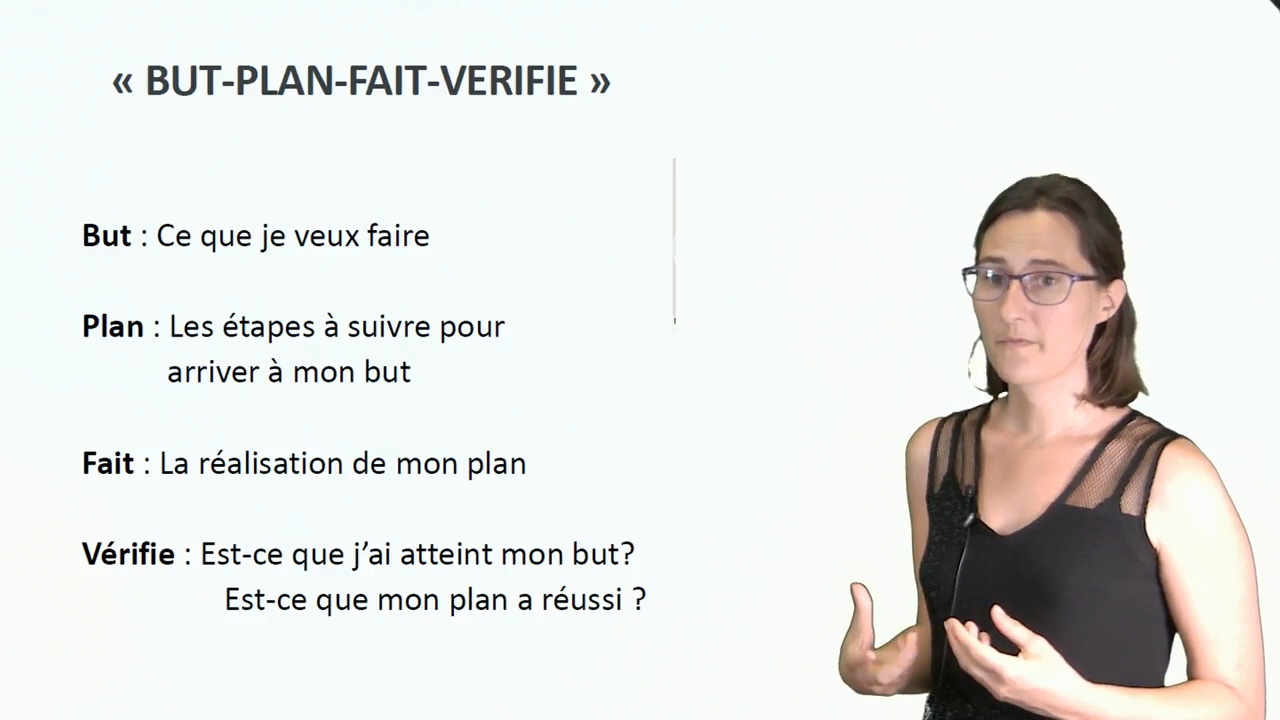 « BUT-PLAN-FAIT-VERIFIE »
But : Ce que je veux faire
Plan : Les étapes à suivre pour
arriver à mon but
Fait : La réalisation de mon plan
Vérifie : Est-ce que j’ai atteint mon but?
Est-ce que mon plan a réussi ?